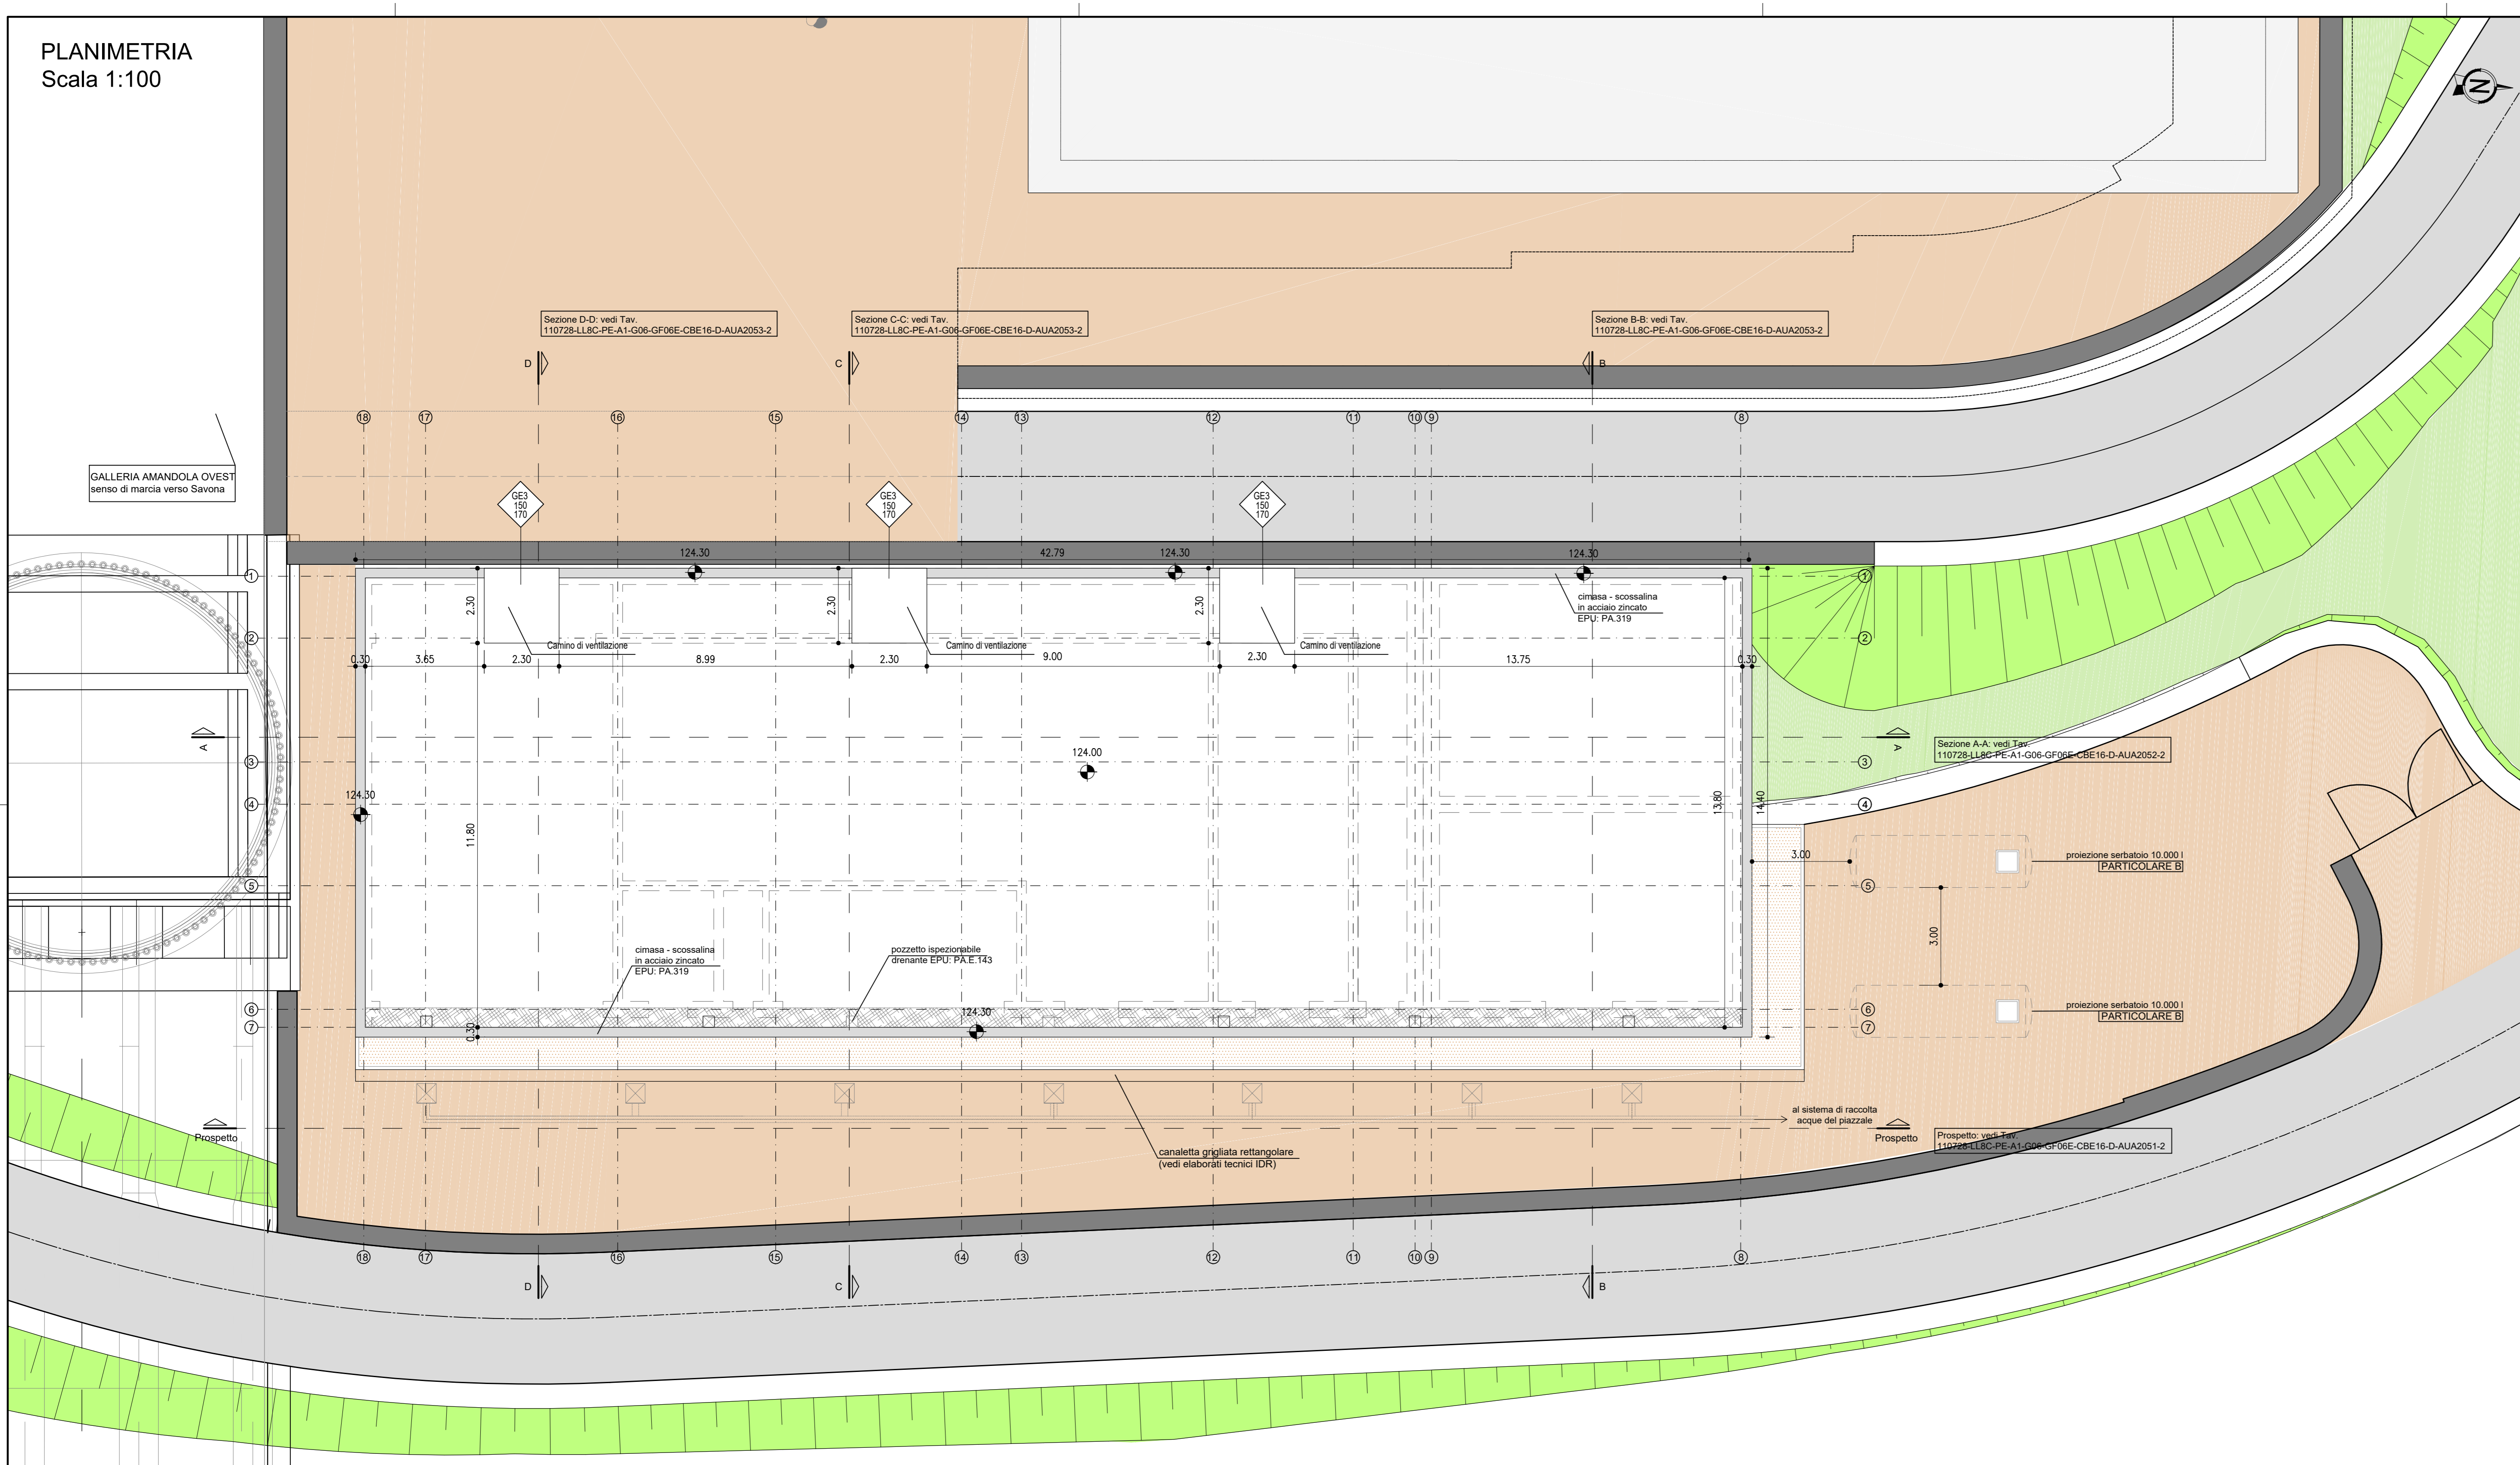 PLANIMETRIA
Scala 1:100
N
Sezione D-D: vedi Tav.
110728-LL8C-PE-A1-G06-GF06E-CBE16-D-AUA2053-2
Sezione C-C: vedi Tav.
110728-LL8C-PE-A1-G06-GF06E-CBE16-D-AUA2053-2
Sezione B-B: vedi Tav.
110728-LL8C-PE-A1-G06-GF06E-CBE16-D-AUA2053-2
D
C
B
18 17 16 15 14 13 12 11 10 9 8
GALLERIA AMANDOLA OVEST
senso di marcia verso Savona
GE3
150
170
GE3
150
170
GE3
150
170
124.30 42.79 124.30 124.30
1
1
2.30
2.30
2.30
cimasa - scossalina
in acciaio zincato
EPU: PA.319
2
2
Camino di ventilazione
Camino di ventilazione
Camino di ventilazione
0.30 3.65 2.30 8.99 2.30 9.00 2.30 13.75 0.30
A
A
Sezione A-A: vedi Tav.
110728-LL8C-PE-A1-G06-GF06E-CBE16-D-AUA2052-2
124.00
3
3
124.30
4
4
13.80
14.40
11.80
3.00
proiezione serbatoio 10.000 l
PARTICOLARE B
5
5
3.00
cimasa - scossalina
in acciaio zincato
EPU: PA.319
pozzetto ispezionabile
drenante EPU: PA.E.143
proiezione serbatoio 10.000 l
PARTICOLARE B
6
6
124.30
7
7
0.30
al sistema di raccolta
acque del piazzale
Prospetto
Prospetto
Prospetto: vedi Tav.
110728-LL8C-PE-A1-G06-GF06E-CBE16-D-AUA2051-2
canaletta grigliata rettangolare
(vedi elaborati tecnici IDR)
18 17 16 15 14 13 12 11 10 9 8
D
C
B